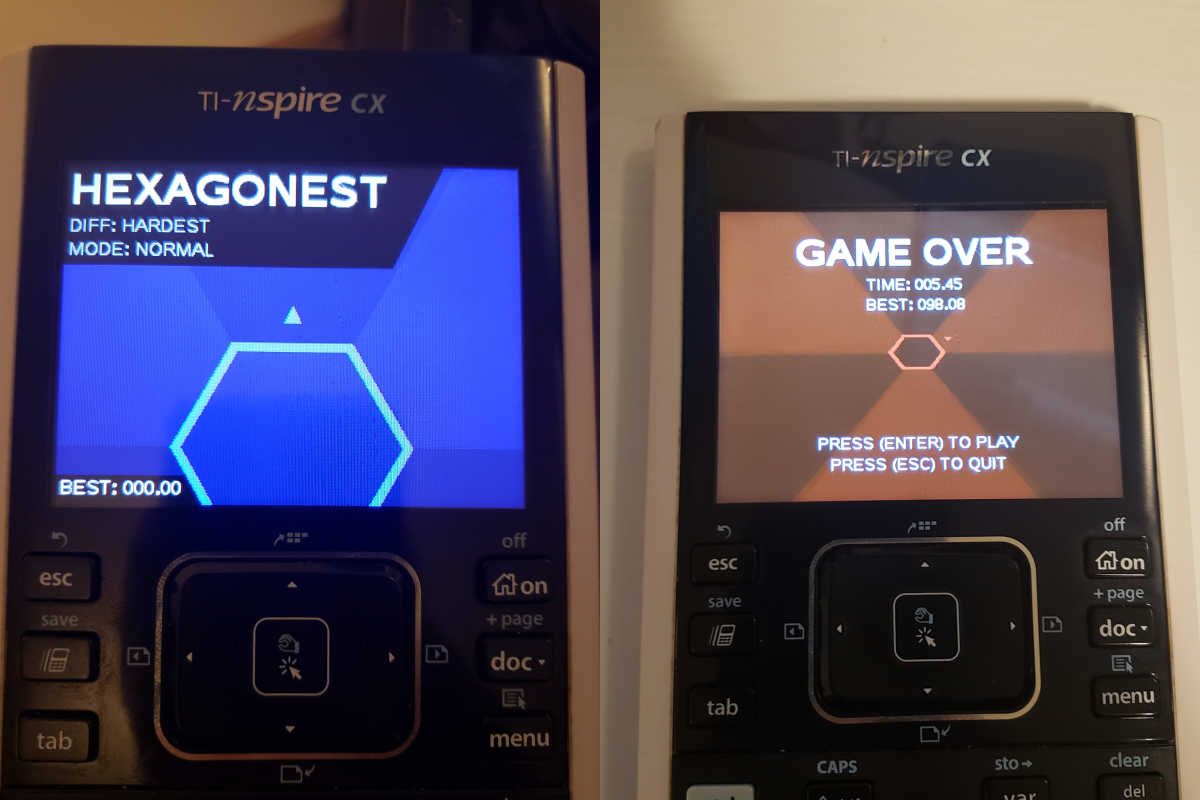 TI-nspire CX
HEXAGONEST
DIFF: HARDEST
MODE: NORMAL
BEST: 000.00
off
esc
on
save
+ page
doc
tab
menu
TI-nspire CX
GAME OVER
TIME: 005.45
BEST: 098.08
PRESS (ENTER) TO PLAY
PRESS (ESC) TO QUIT
off
esc
on
save
+ page
doc
tab
menu
CAPS
sto→
clear
var
del